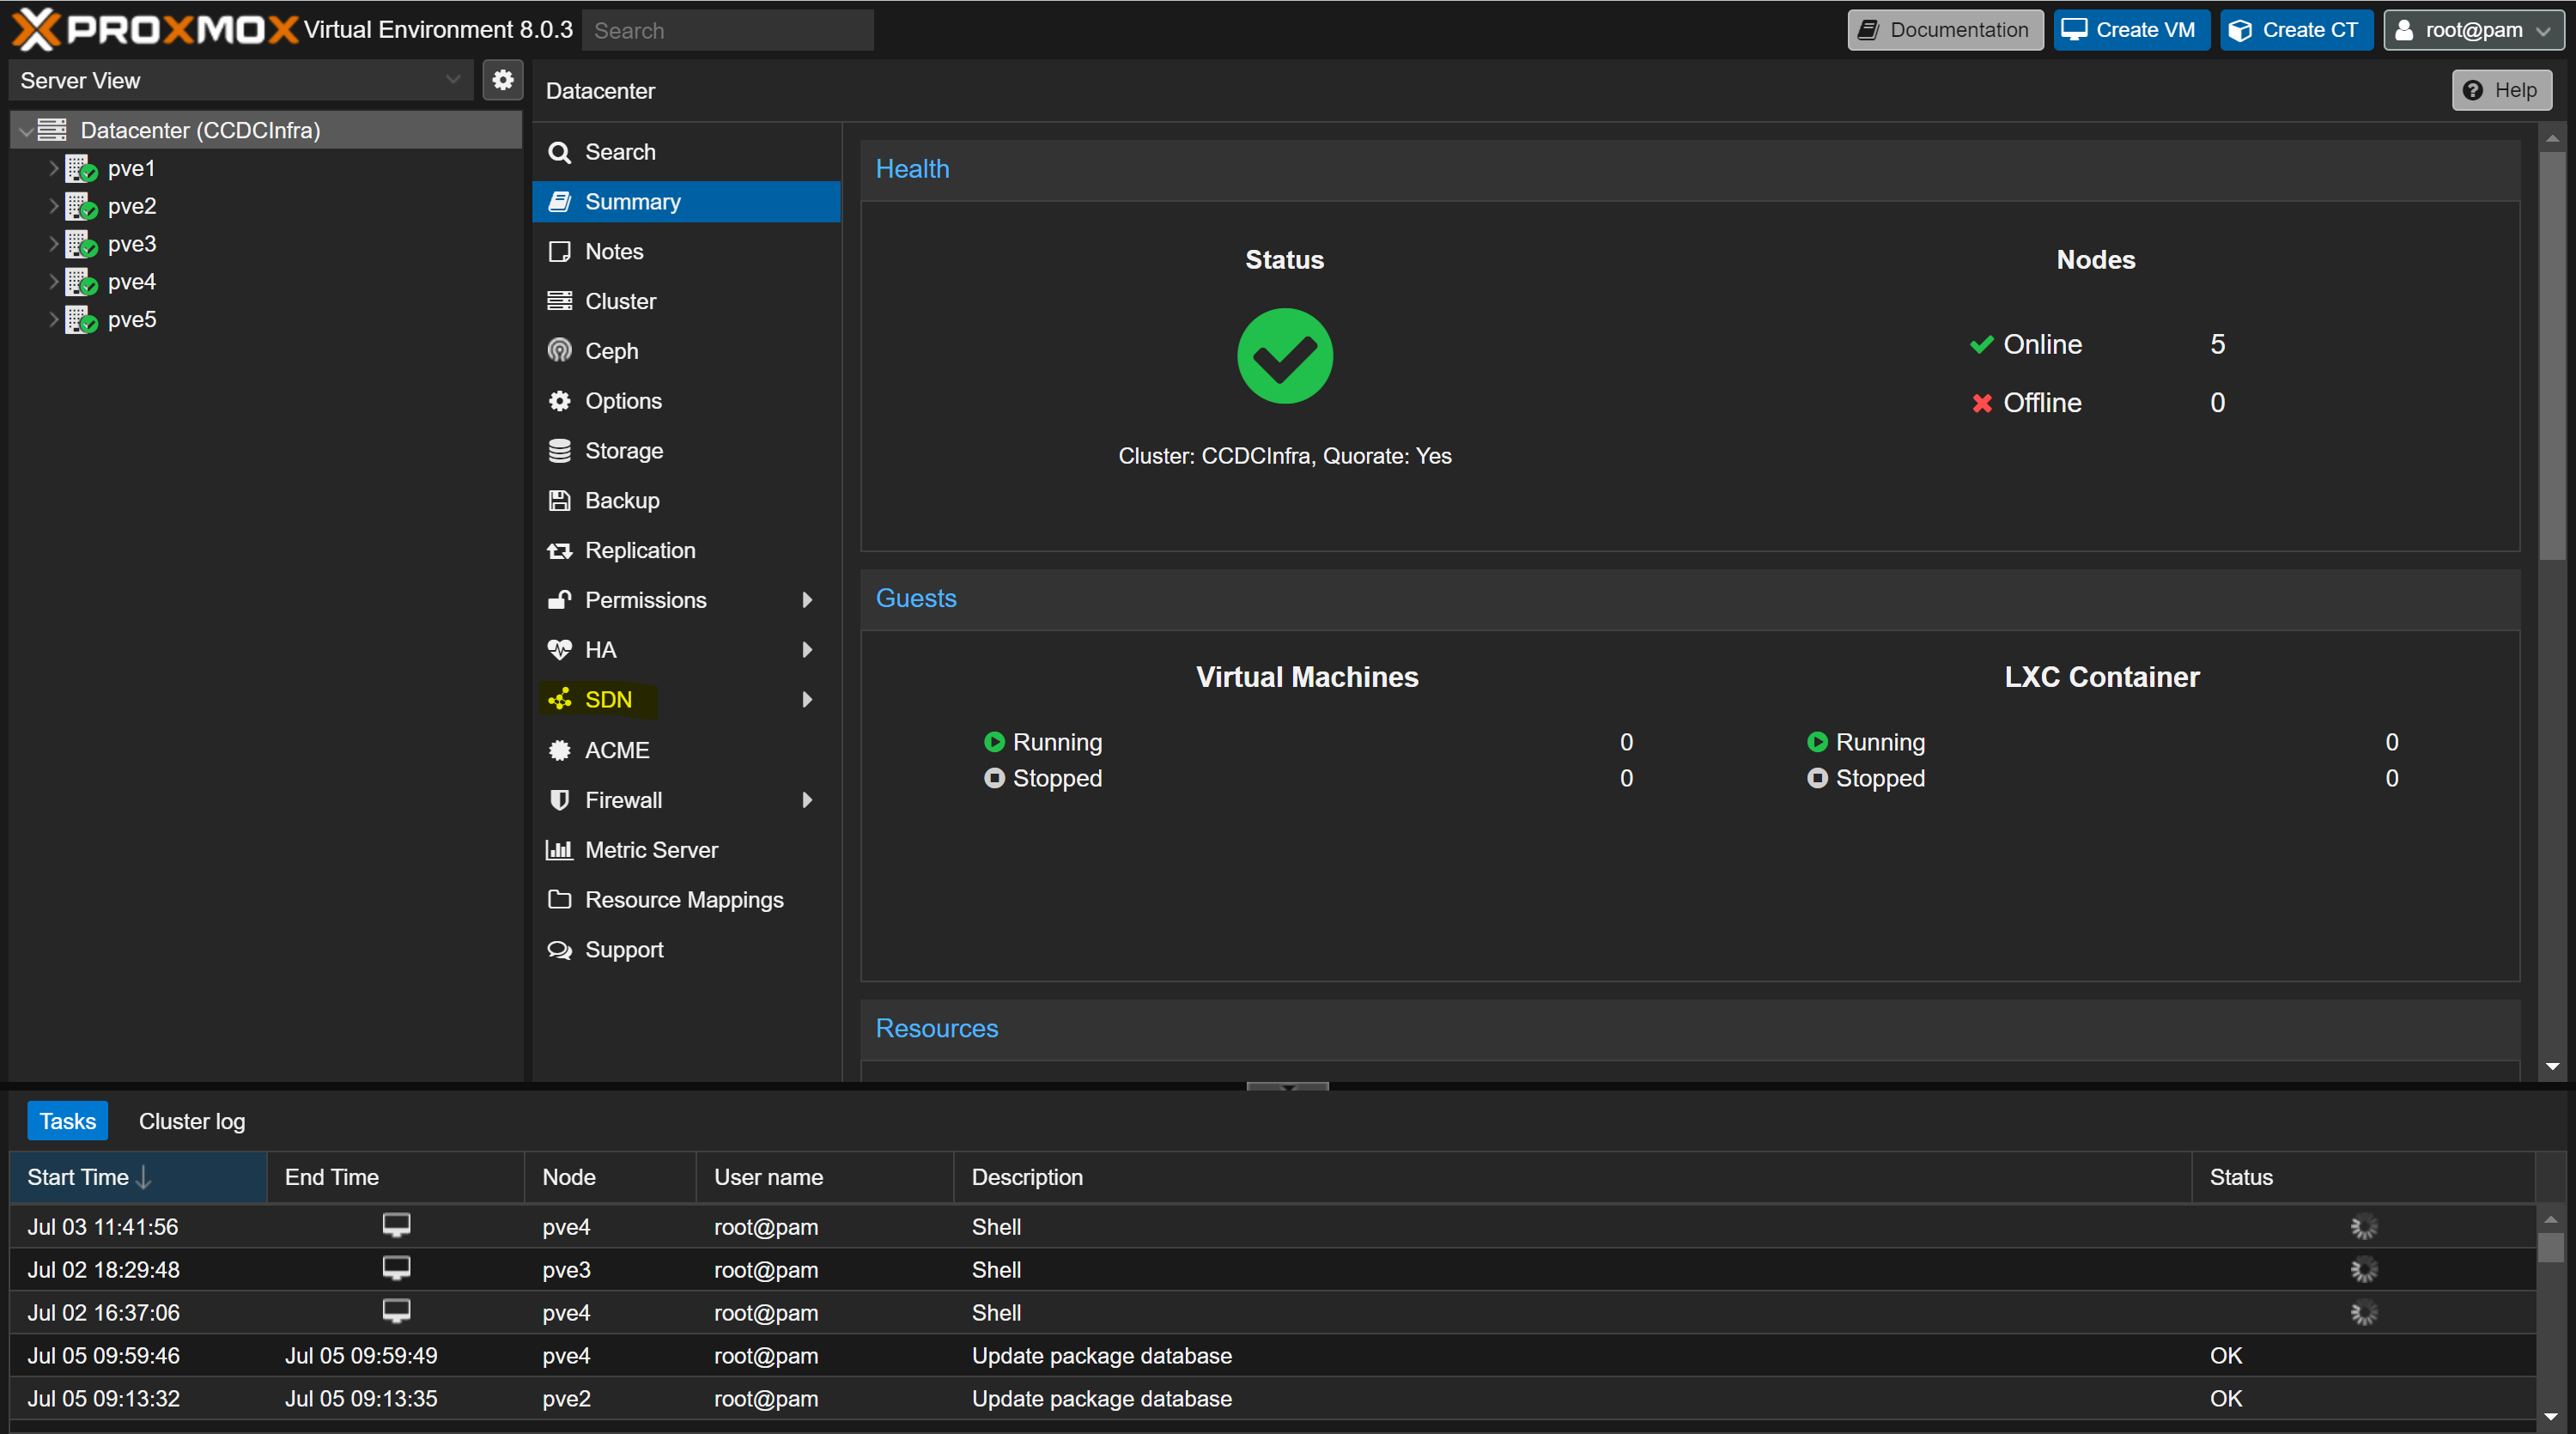 PROXMOX Virtual Environment 8.0.3 Search Documentation Create VM Create CT root@pam
Server View
Datacenter (CCDCInfra)
pve1
pve2
pve3
pve4
pve5
Datacenter Help
Search
Summary
Notes
Cluster
Ceph
Options
Storage
Backup
Replication
Permissions
HA
SDN
ACME
Firewall
Metric Server
Resource Mappings
Support
Health
Status Nodes
Online 5
Offline 0
Cluster: CCDCInfra, Quorate: Yes
Guests
Virtual Machines LXC Container
Running 0 Running 0
Stopped 0 Stopped 0
Resources
Tasks Cluster log
Start Time End Time Node User name Description Status
Jul 03 11:41:56 pve4 root@pam Shell
Jul 02 18:29:48 pve3 root@pam Shell
Jul 02 16:37:06 pve4 root@pam Shell
Jul 05 09:59:46 Jul 05 09:59:49 pve4 root@pam Update package database OK
Jul 05 09:13:32 Jul 05 09:13:35 pve2 root@pam Update package database OK